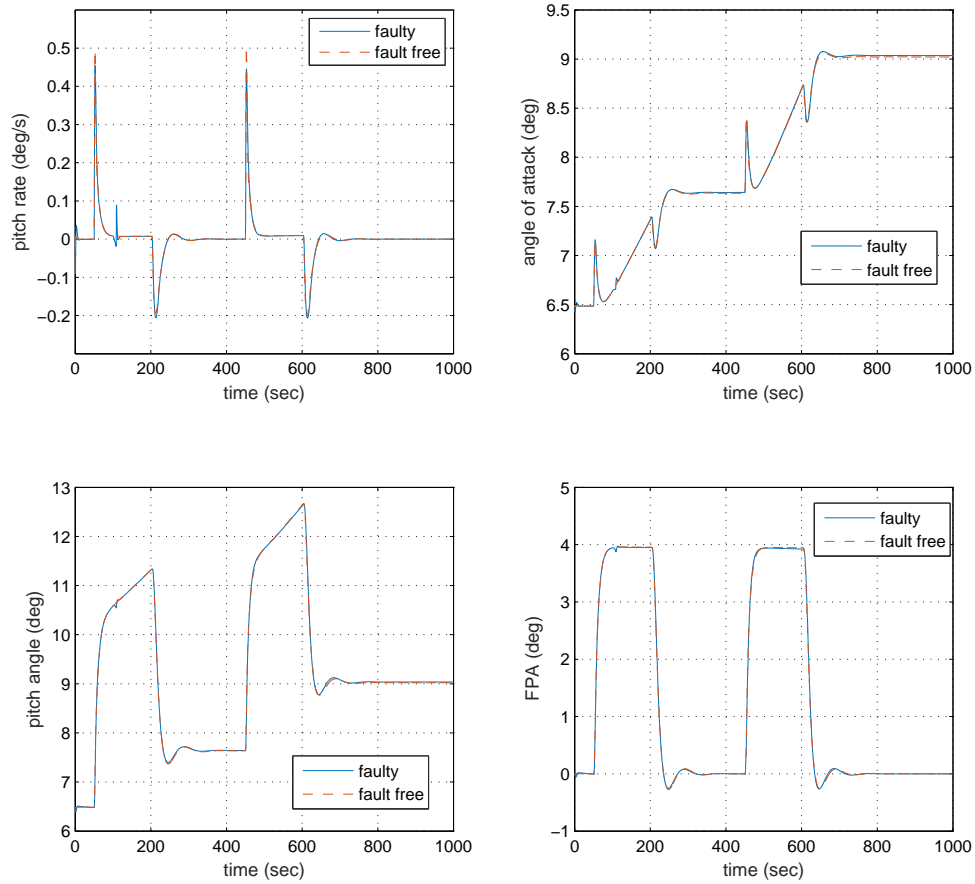 faulty
fault free
0.5
0.4
0.3
0.2
0.1
0
−0.1
−0.2
0 200 400 600 800 1000
pitch rate (deg/s)
time (sec)
9.5
9
8.5
8
7.5
7
6.5
6
0 200 400 600 800 1000
angle of attack (deg)
time (sec)
faulty
fault free
13
12
11
10
9
8
7
6
0 200 400 600 800 1000
pitch angle (deg)
time (sec)
faulty
fault free
5
4
3
2
1
0
−1
0 200 400 600 800 1000
FPA (deg)
time (sec)
faulty
fault free